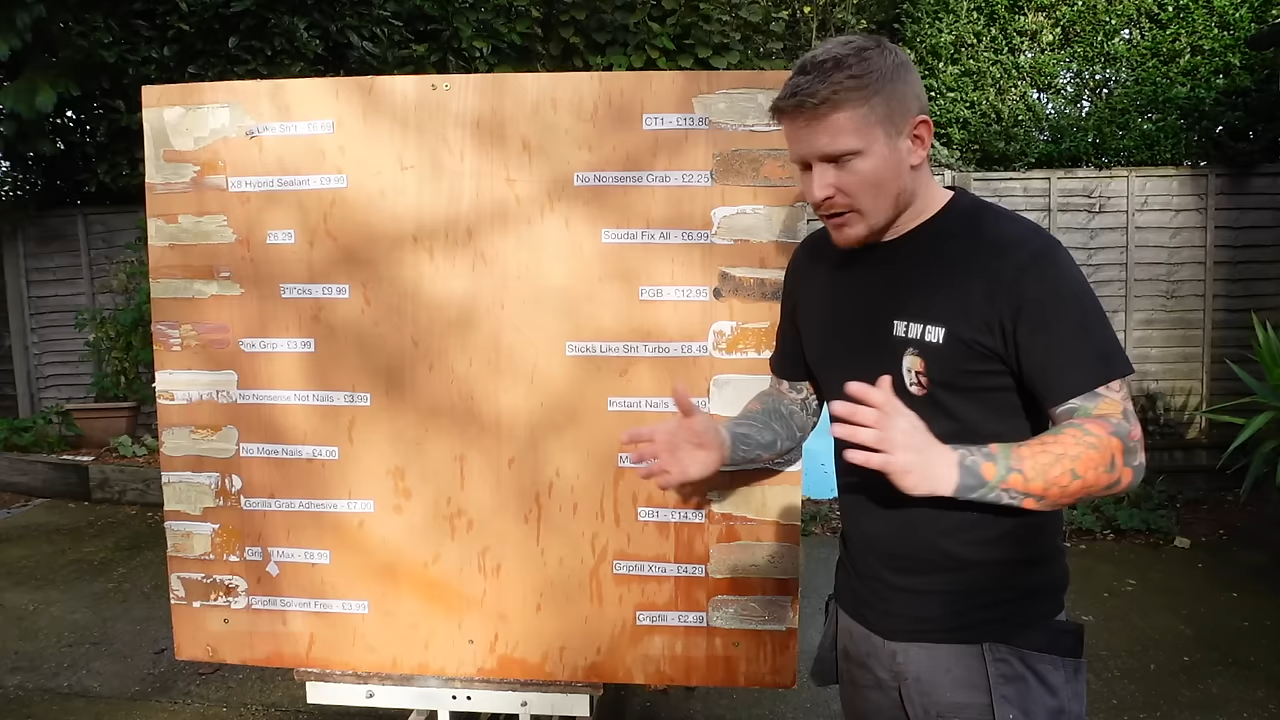 Like Sh*t - £6.69
X8 Hybrid Sealant - £9.99
£6.29
B*ll*cks - £9.99
Pink Grip - £3.99
No Nonsense Not Nails - £3.99
No More Nails - £4.00
Gorilla Grab Adhesive - £7.00
Max - £8.99
Gripfill Solvent Free - £3.99
CT1 - £13.80
No Nonsense Grab - £2.25
Soudal Fix All - £6.99
PGB - £12.95
Sticks Like Sht Turbo - £8.49
Instant Nails
OB1 - £14.99
Gripfill Xtra - £4.29
Gripfill - £2.99
THE DIY GUY